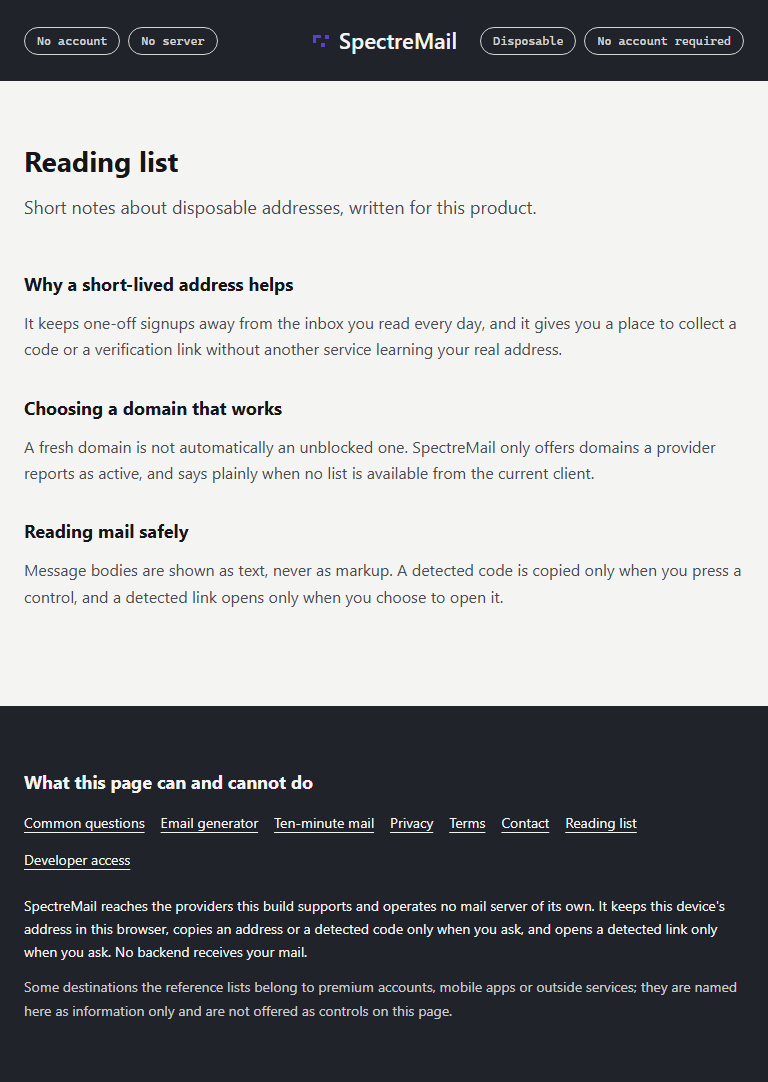 No account No server SpectreMail Disposable No account required
Reading list
Short notes about disposable addresses, written for this product.
Why a short-lived address helps
It keeps one-off signups away from the inbox you read every day, and it gives you a place to collect a
code or a verification link without another service learning your real address.
Choosing a domain that works
A fresh domain is not automatically an unblocked one. SpectreMail only offers domains a provider
reports as active, and says plainly when no list is available from the current client.
Reading mail safely
Message bodies are shown as text, never as markup. A detected code is copied only when you press a
control, and a detected link opens only when you choose to open it.
What this page can and cannot do
Common questions Email generator Ten-minute mail Privacy Terms Contact Reading list
Developer access
SpectreMail reaches the providers this build supports and operates no mail server of its own. It keeps this device's
address in this browser, copies an address or a detected code only when you ask, and opens a detected link only
when you ask. No backend receives your mail.
Some destinations the reference lists belong to premium accounts, mobile apps or outside services; they are named
here as information only and are not offered as controls on this page.